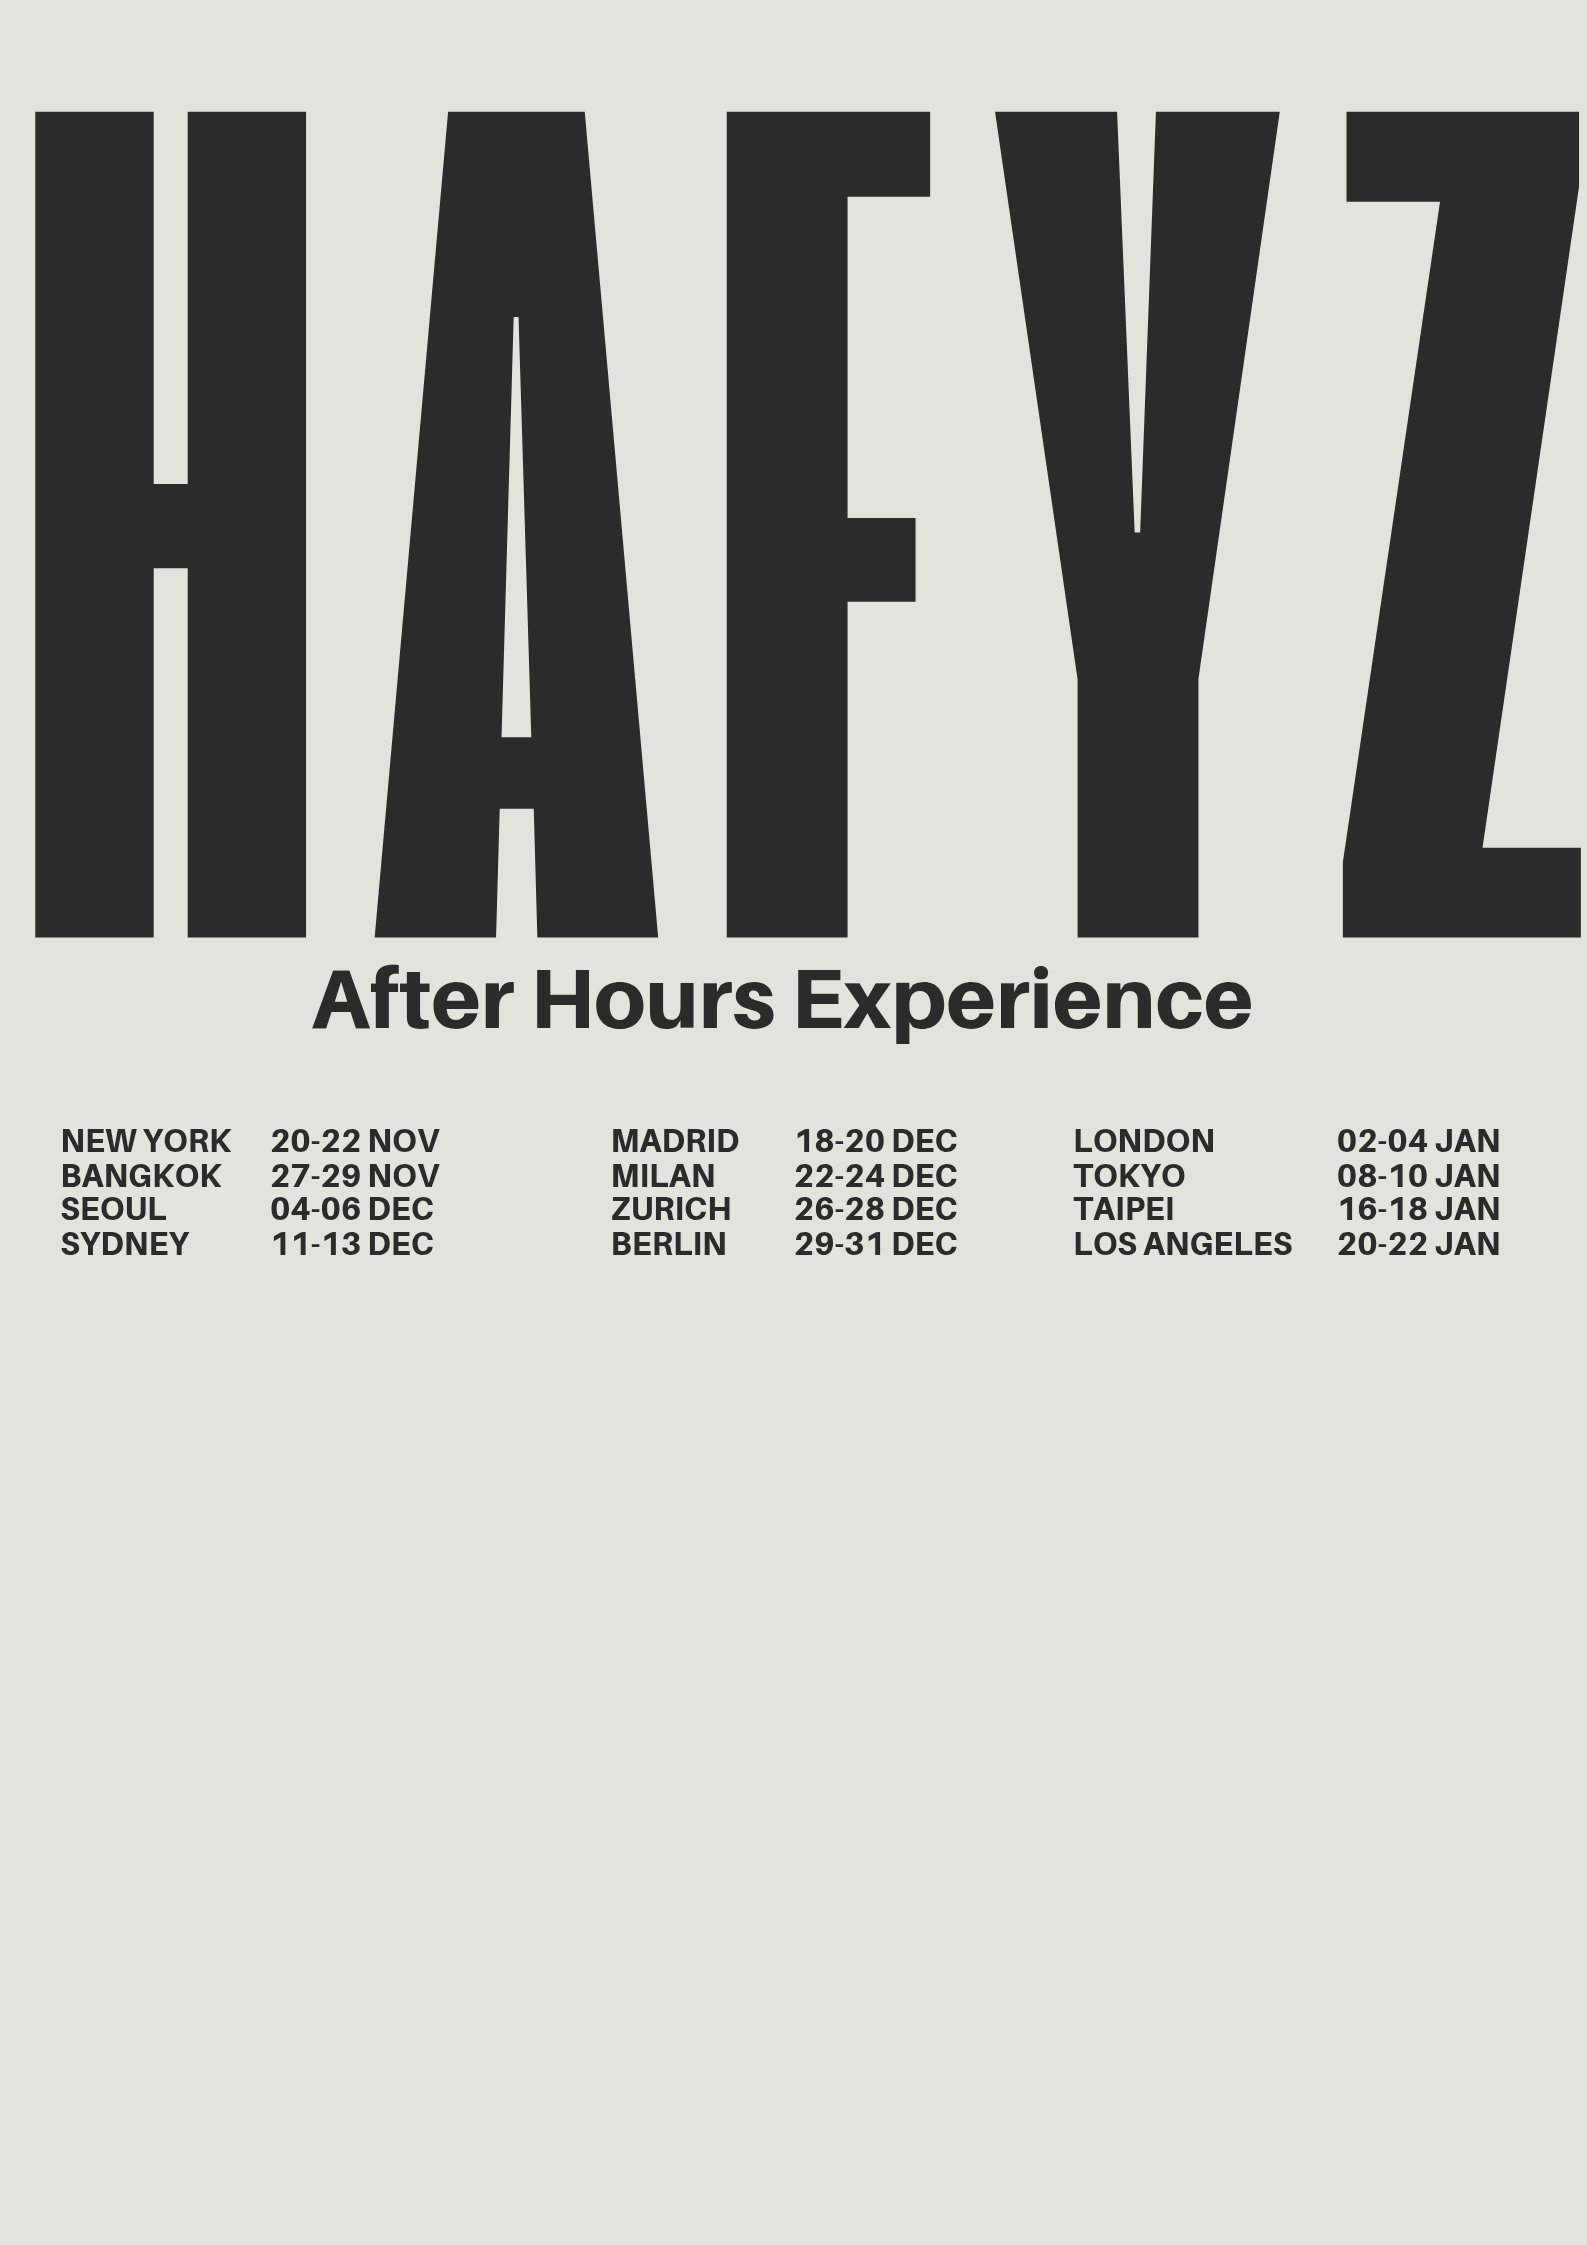 HAFYZ
After Hours Experience
NEW YORK 20-22 NOV
BANGKOK 27-29 NOV
SEOUL 04-06 DEC
SYDNEY 11-13 DEC
MADRID 18-20 DEC
MILAN 22-24 DEC
ZURICH 26-28 DEC
BERLIN 29-31 DEC
LONDON 02-04 JAN
TOKYO 08-10 JAN
TAIPEI 16-18 JAN
LOS ANGELES 20-22 JAN